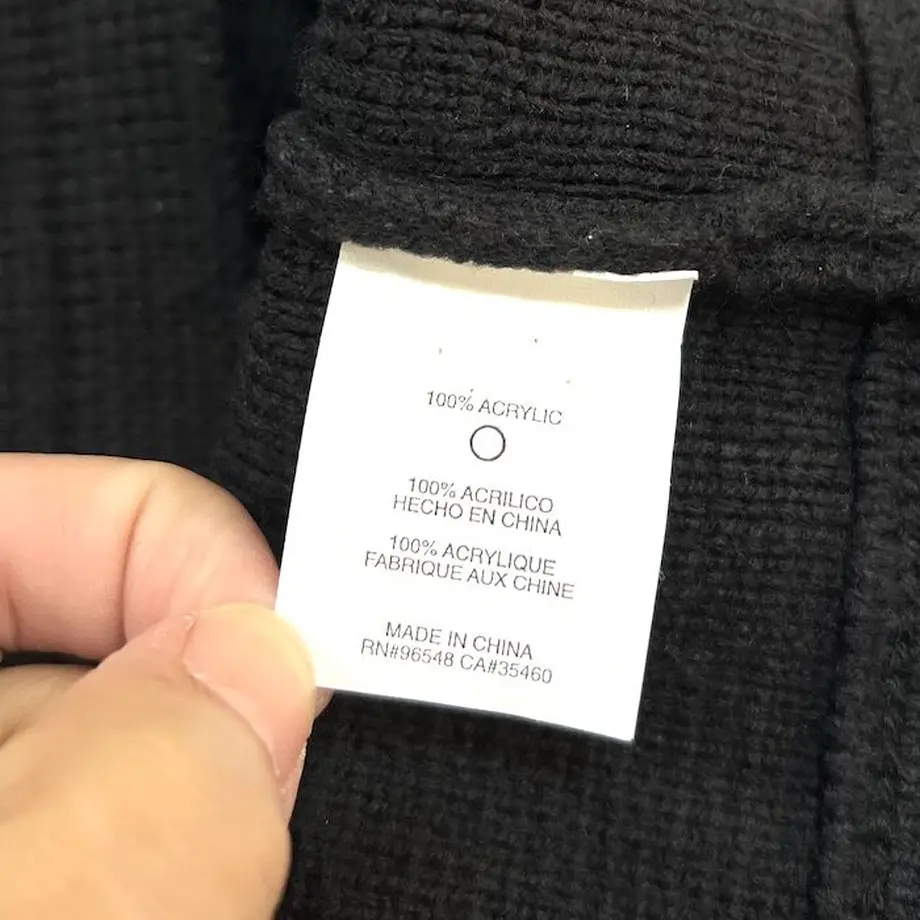 100% ACRYLIC
100% ACRILICO
HECHO EN CHINA
100% ACRYLIQUE
FABRIQUE AUX CHINE
MADE IN CHINA
RN#96548 CA#35460